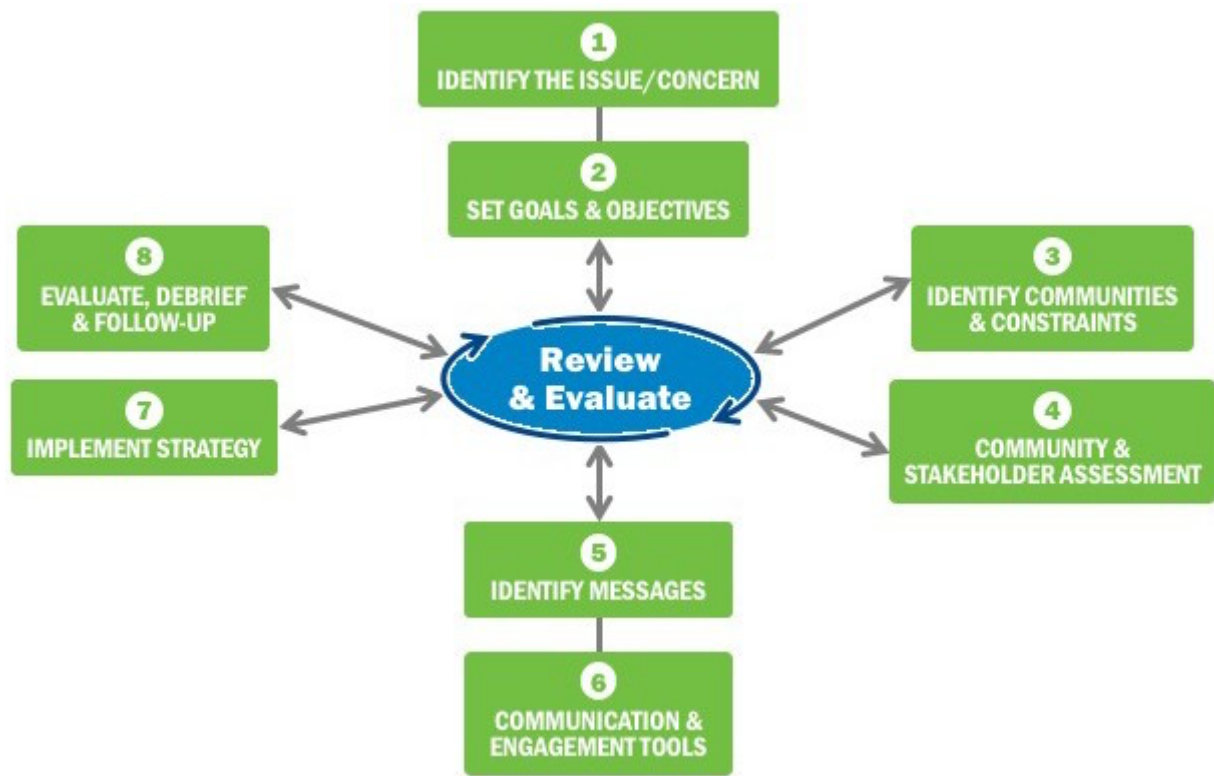 1
IDENTIFY THE ISSUE/CONCERN
2
SET GOALS & OBJECTIVES
3
IDENTIFY COMMUNITIES
& CONSTRAINTS
4
COMMUNITY &
STAKEHOLDER ASSESSMENT
5
IDENTIFY MESSAGES
6
COMMUNICATION &
ENGAGEMENT TOOLS
7
IMPLEMENT STRATEGY
8
EVALUATE, DEBRIEF
& FOLLOW-UP
Review
& Evaluate